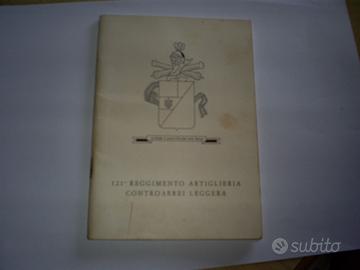 121° REGGIMENTO ARTIGLIERIA
CONTROAEREI LEGGERA
subito